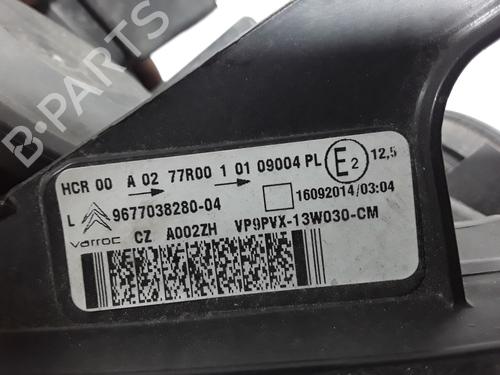 B-PARTS
HCR 00 A 02 77R00 1 01 09004 PL E2 12,5
L 9677038280-04 16092014/03:04
varroc CZ A002ZH VP9PVX-13W030-CM